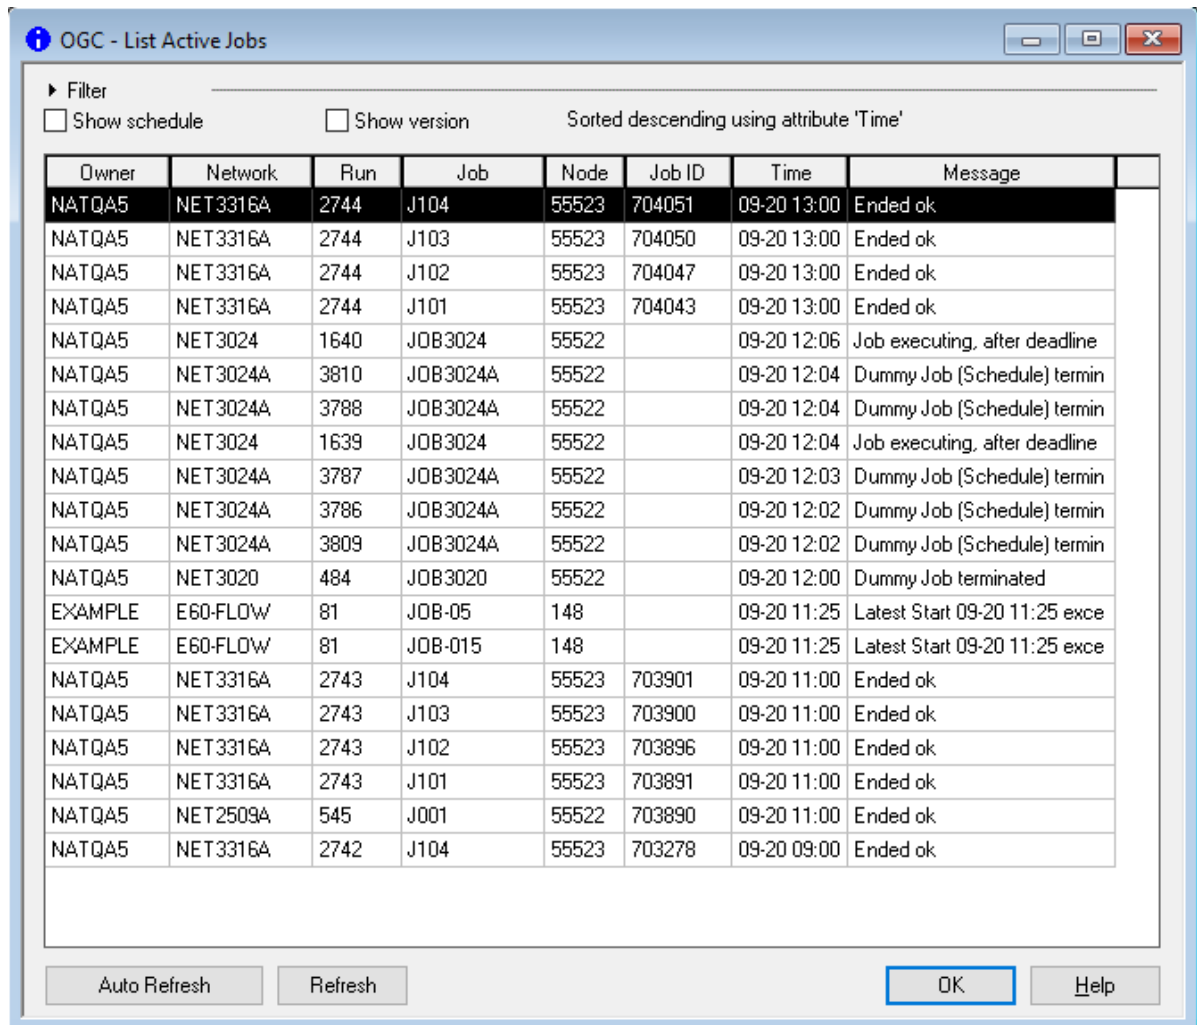 OGC - List Active Jobs
Filter
Show schedule Show version Sorted descending using attribute 'Time'
Owner Network Run Job Node Job ID Time Message
NATQA5 NET3316A 2744 J104 55523 704051 09-20 13:00 Ended ok
NATQA5 NET3316A 2744 J103 55523 704050 09-20 13:00 Ended ok
NATQA5 NET3316A 2744 J102 55523 704047 09-20 13:00 Ended ok
NATQA5 NET3316A 2744 J101 55523 704043 09-20 13:00 Ended ok
NATQA5 NET3024 1640 JOB3024 55522 09-20 12:06 Job executing, after deadline
NATQA5 NET3024A 3810 JOB3024A 55522 09-20 12:04 Dummy Job (Schedule) termin
NATQA5 NET3024A 3788 JOB3024A 55522 09-20 12:04 Dummy Job (Schedule) termin
NATQA5 NET3024 1639 JOB3024 55522 09-20 12:04 Job executing, after deadline
NATQA5 NET3024A 3787 JOB3024A 55522 09-20 12:03 Dummy Job (Schedule) termin
NATQA5 NET3024A 3786 JOB3024A 55522 09-20 12:02 Dummy Job (Schedule) termin
NATQA5 NET3024A 3809 JOB3024A 55522 09-20 12:02 Dummy Job (Schedule) termin
NATQA5 NET3020 484 JOB3020 55522 09-20 12:00 Dummy Job terminated
EXAMPLE E60-FLOW 81 JOB-05 148 09-20 11:25 Latest Start 09-20 11:25 exce
EXAMPLE E60-FLOW 81 JOB-015 148 09-20 11:25 Latest Start 09-20 11:25 exce
NATQA5 NET3316A 2743 J104 55523 703901 09-20 11:00 Ended ok
NATQA5 NET3316A 2743 J103 55523 703900 09-20 11:00 Ended ok
NATQA5 NET3316A 2743 J102 55523 703896 09-20 11:00 Ended ok
NATQA5 NET3316A 2743 J101 55523 703891 09-20 11:00 Ended ok
NATQA5 NET2509A 545 J001 55522 703890 09-20 11:00 Ended ok
NATQA5 NET3316A 2742 J104 55523 703278 09-20 09:00 Ended ok
Auto Refresh Refresh OK Help